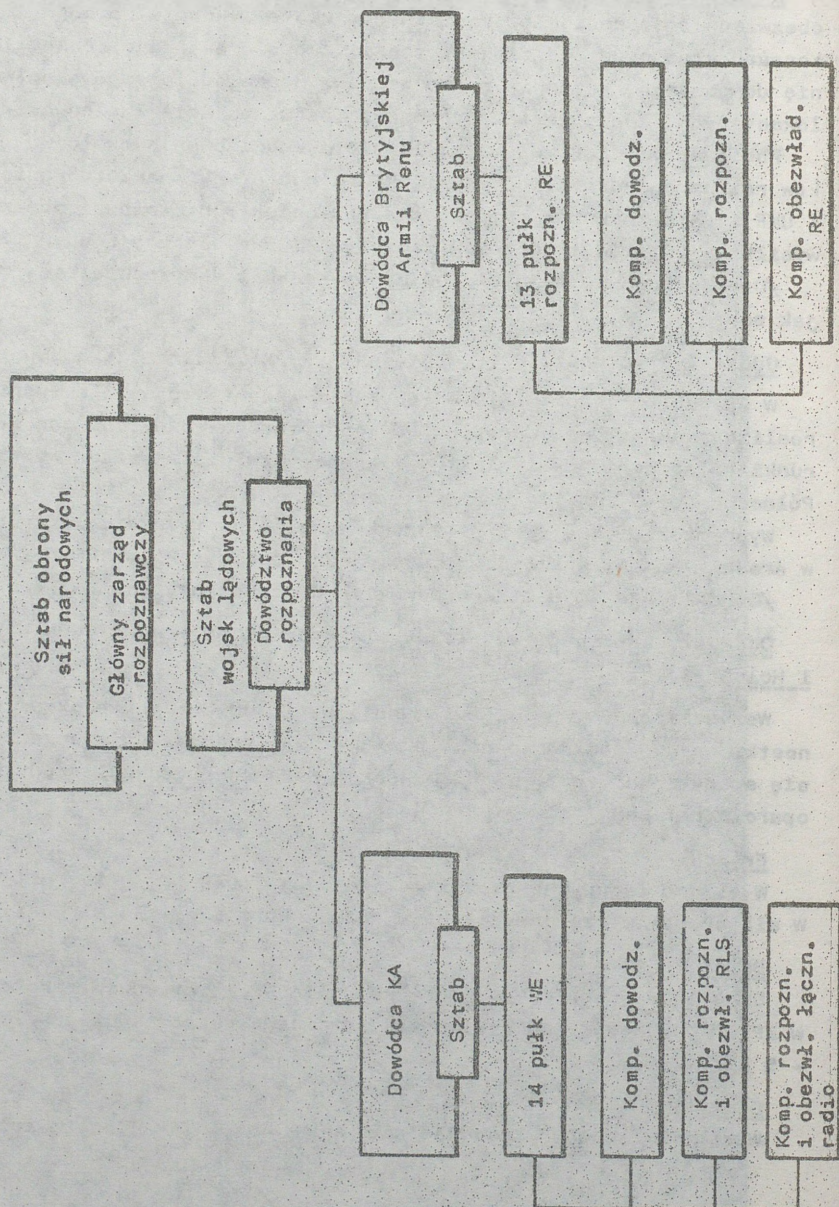 Sztab obrony
sił narodowych
Główny zarząd
rozpoznawczy
Sztab
wojsk lądowych
Dowództwo
rozpoznania
Dowódca KA
Sztab
14 pułk WE
Komp. dowodz.
Komp. rozpozn.
i obezwł. RLS
Komp. rozpozn.
i obezwł. łączn.
radio
Dowódca Brytyjskiej
Armii Renu
Sztab
13 pułk
rozpozn. RE
Komp. dowodz.
Komp. rozpozn.
Komp. obezwład.
RE